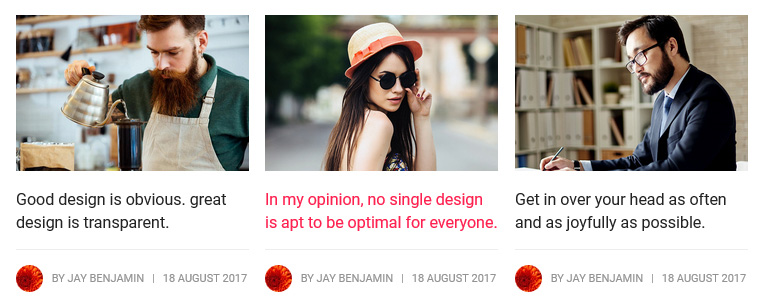 Good design is obvious. great
design is transparent.
BY JAY BENJAMIN | 18 AUGUST 2017
In my opinion, no single design
is apt to be optimal for everyone.
BY JAY BENJAMIN | 18 AUGUST 2017
Get in over your head as often
and as joyfully as possible.
BY JAY BENJAMIN | 18 AUGUST 2017